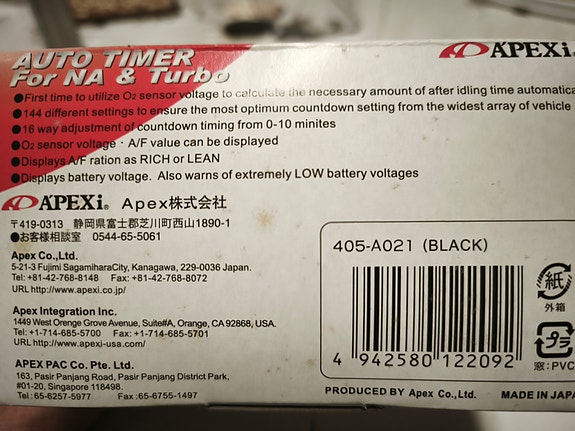 AUTO TIMER
For NA & Turbo
A'PEXi
●First time to utilize O2 sensor voltage to calculate the necessary amount of after idling time automatica
●144 different settings to ensure the most optimum countdown setting from the widest array of vehicle
●16 way adjustment of countdown timing from 0-10 minites
●O2 sensor voltage · A/F value can be displayed
●Displays A/F ration as RICH or LEAN
●Displays battery voltage. Also warns of extremely LOW battery voltages
A'PEXi® Apex株式会社
〒419-0313 静岡県富士郡芝川町西山1890-1
●お客様相談室 0544-65-5061
Apex Co.,Ltd.
5-21-3 Fujimi SagamiharaCity, Kanagawa, 229-0036 Japan.
Tel: +81-42-768-8148 Fax: +81-42-768-8072
URL http://www.apexi.co.jp/
Apex Integration Inc.
1449 West Orenge Grove Avenue, Suite#A, Orange, CA 92868, USA.
Tel: +1-714-685-5700 Fax: +1-714-685-5701
URL http://www.apexi-usa.com/
APEX PAC Co. Pte. Ltd.
163, Pasir Panjang Road, Pasir Panjang District Park,
#01-20, Singapore 118498.
Tel: 65-6257-5977 Fax :65-6755-1497
405-A021 (BLACK)
4 942580 122092
紙
外箱
プラ
窓:PVC
PRODUCED BY Apex Co.,Ltd. MADE IN JAPA